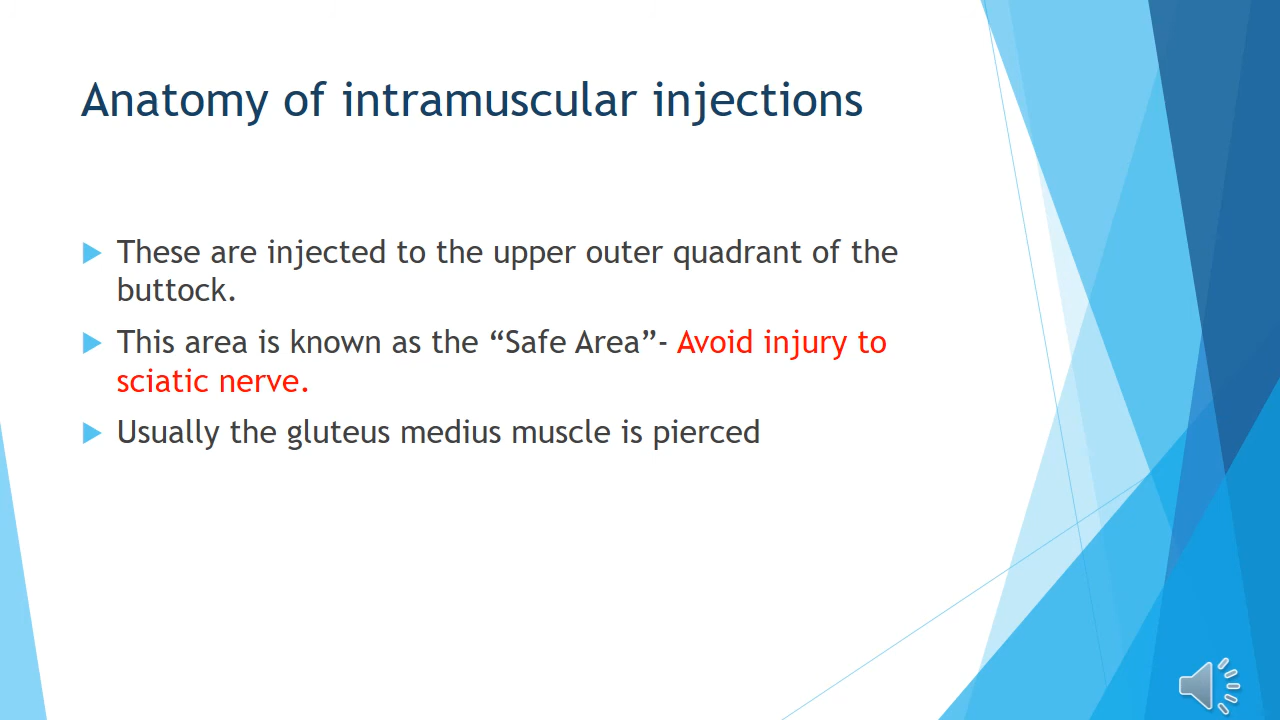 Anatomy of intramuscular injections
These are injected to the upper outer quadrant of the
buttock.
This area is known as the “Safe Area”- Avoid injury to
sciatic nerve.
Usually the gluteus medius muscle is pierced